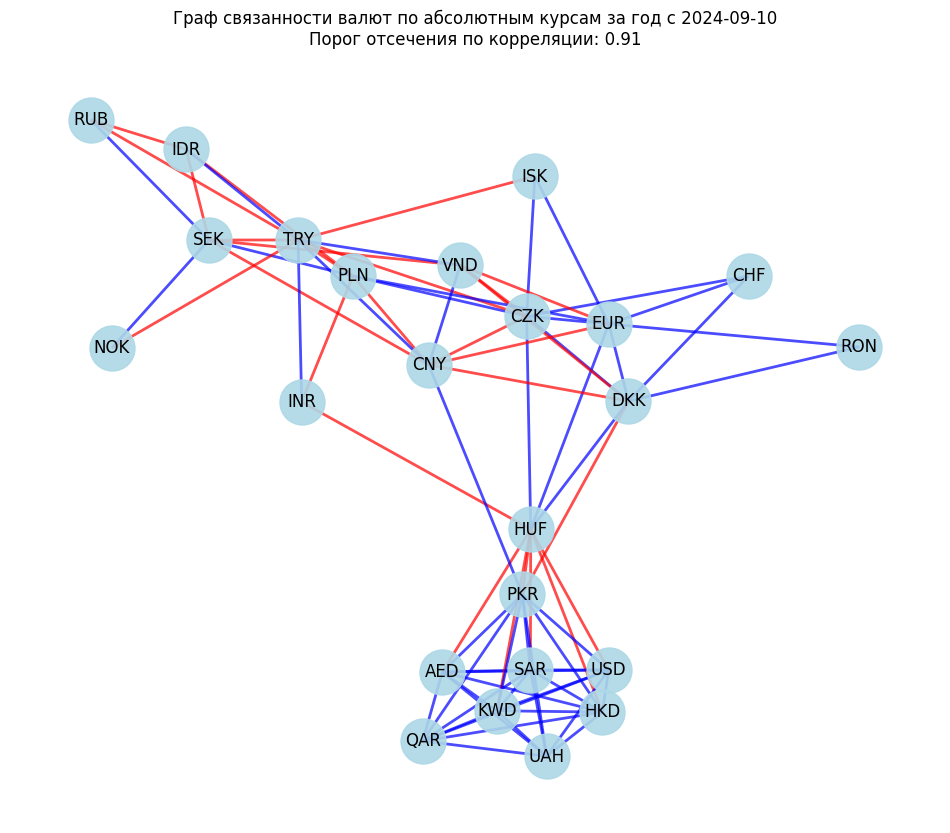 Граф связанности валют по абсолютным курсам за год с 2024-09-10
Порог отсечения по корреляции: 0.91
RUB
IDR
ISK
SEK
TRY
PLN
VND
CHF
CZK
EUR
NOK
CNY
RON
INR
DKK
HUF
PKR
AED
SAR
USD
KWD
HKD
QAR
UAH